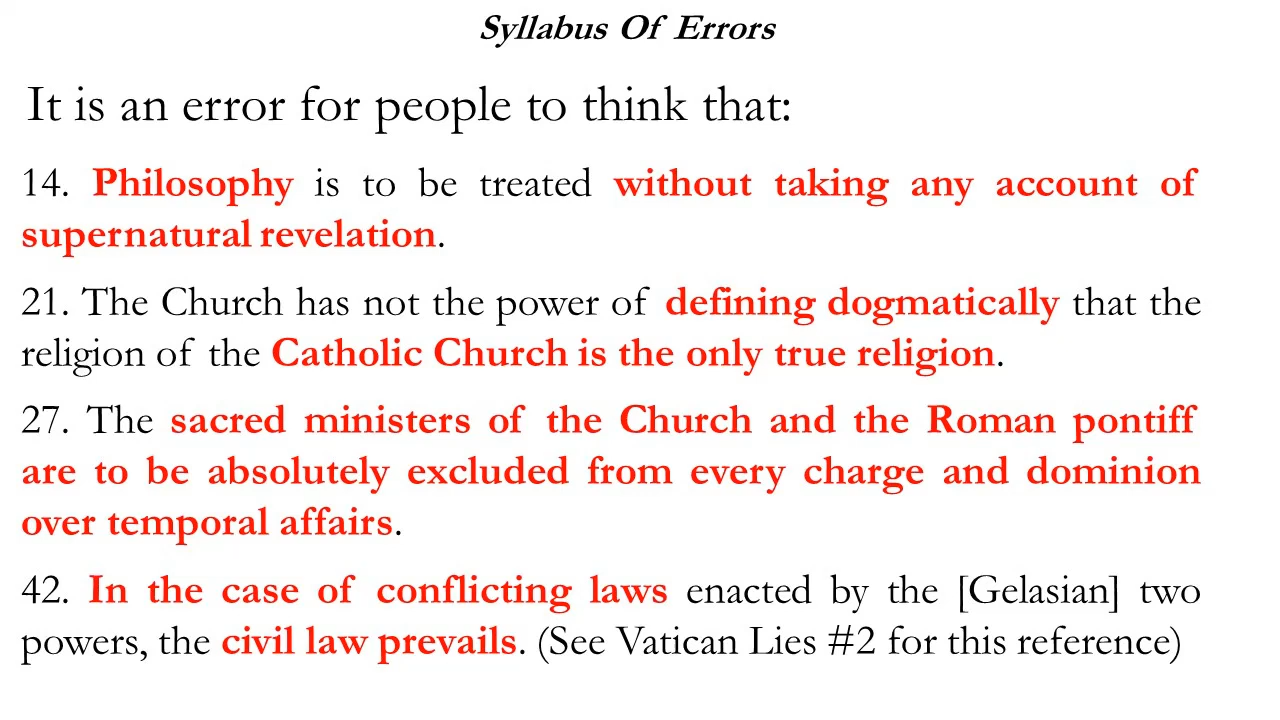 Syllabus Of Errors
It is an error for people to think that:
14. Philosophy is to be treated without taking any account of
supernatural revelation.
21. The Church has not the power of defining dogmatically that the
religion of the Catholic Church is the only true religion.
27. The sacred ministers of the Church and the Roman pontiff
are to be absolutely excluded from every charge and dominion
over temporal affairs.
42. In the case of conflicting laws enacted by the [Gelasian] two
powers, the civil law prevails. (See Vatican Lies #2 for this reference)